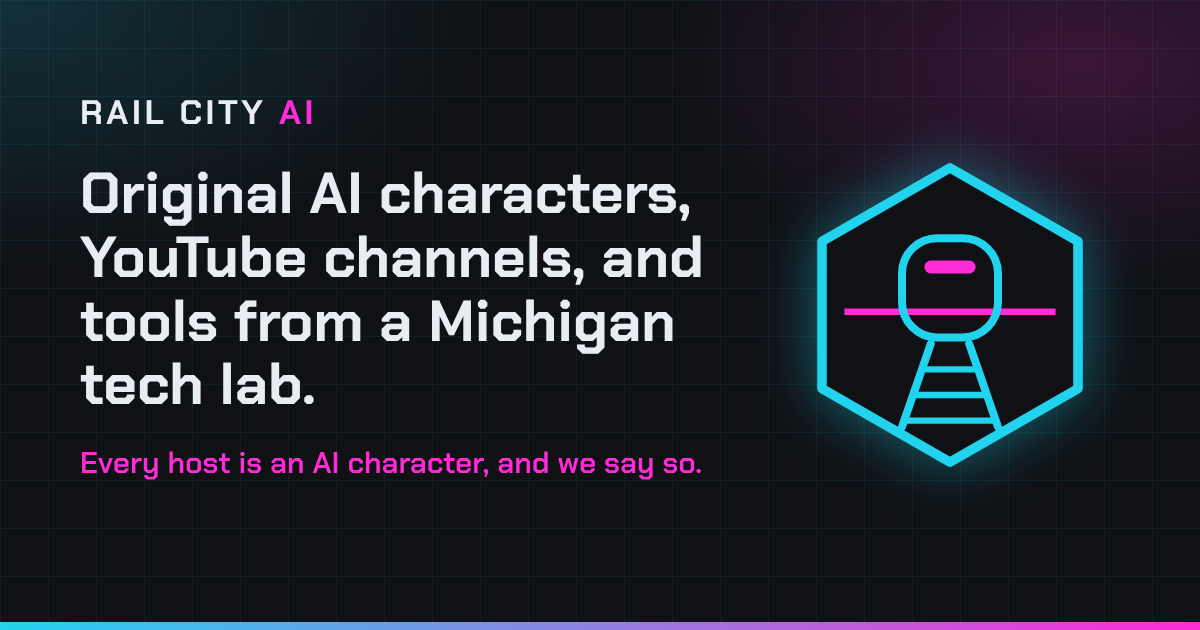 RAIL CITY AI
Original AI characters,
YouTube channels, and
tools from a Michigan
tech lab.
Every host is an AI character, and we say so.